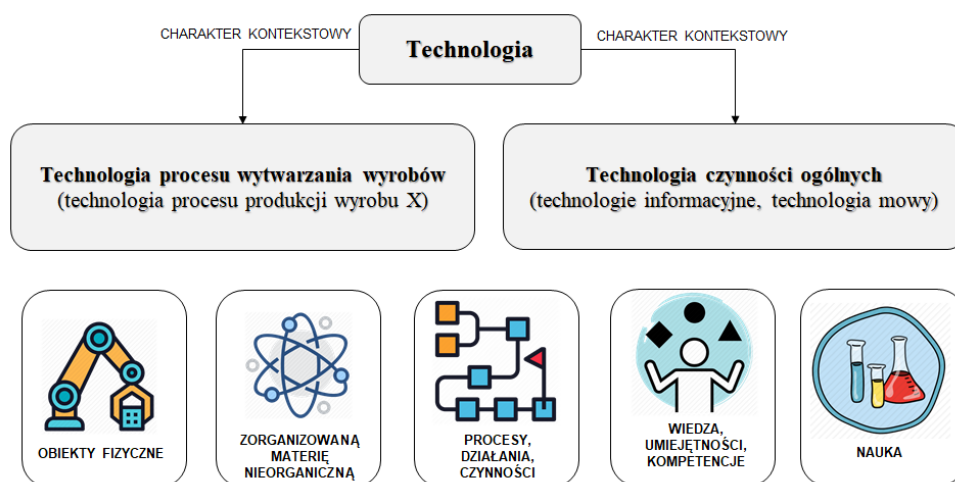 CHARAKTER KONTEKSTOWY
Technologia
CHARAKTER KONTEKSTOWY
Technologia procesu wytwarzania wyrobów
(technologia procesu produkcji wyrobu X)
Technologia czynności ogólnych
(technologie informacyjne, technologia mowy)
OBIEKTY FIZYCZNE
ZORGANIZOWANĄ
MATERIĘ
NIEORGANICZNĄ
PROCESY,
DZIAŁANIA,
CZYNNOŚCI
WIEDZA,
UMIEJĘTNOŚCI,
KOMPETENCJE
NAUKA